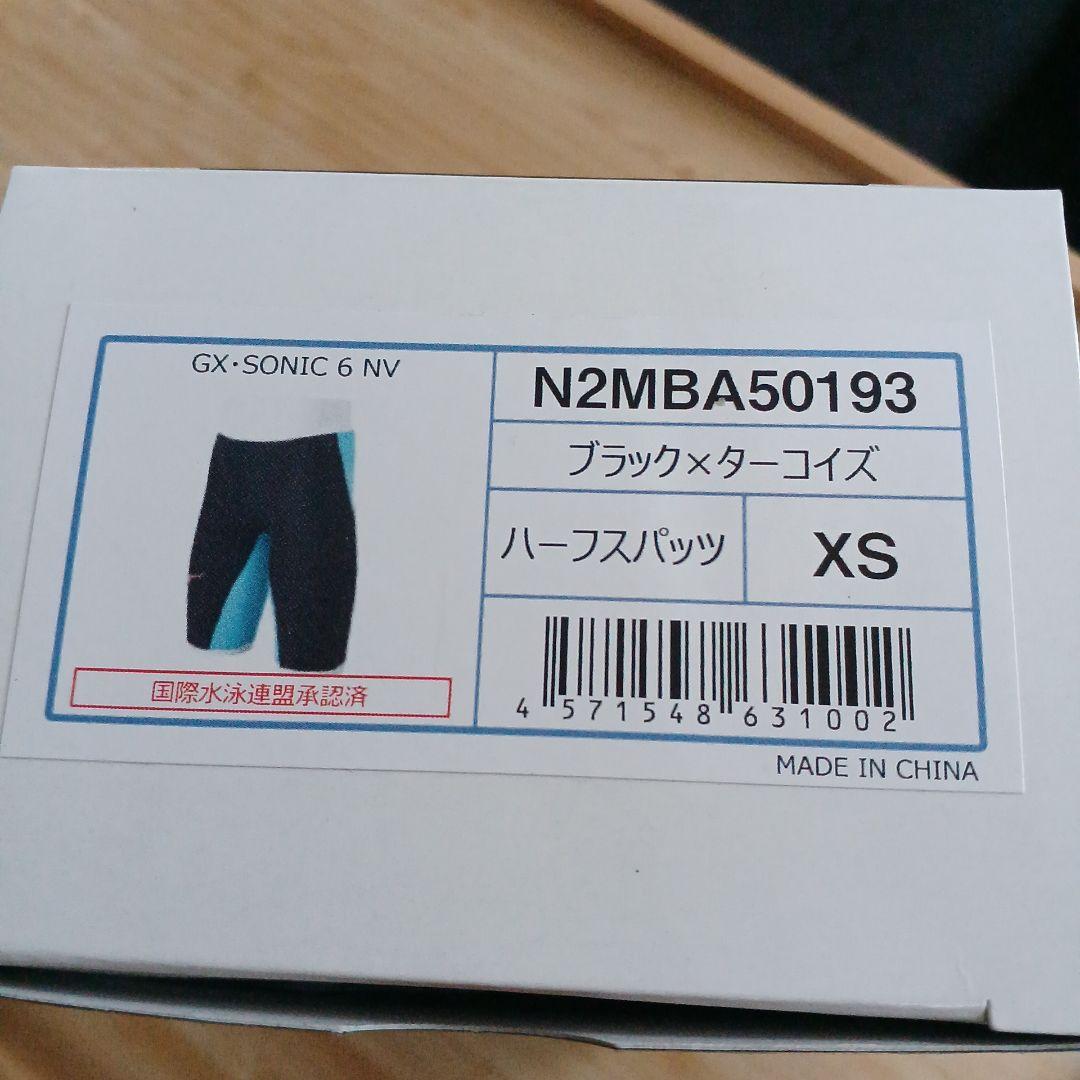 GX･SONIC 6 NV
N2MBA50193
ブラック×ターコイズ
ハーフスパッツ
XS
国際水泳連盟承認済
4 571548 631002
MADE IN CHINA